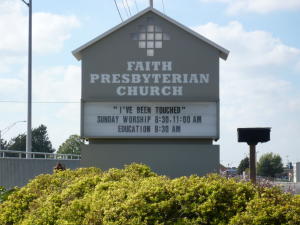 FAITH
PRESBYTERIAN
CHURCH
"I'VE BEEN TOUCHED"
SUNDAY WORSHIP 8:30, 11:00 AM
EDUCATION 9:30 AM